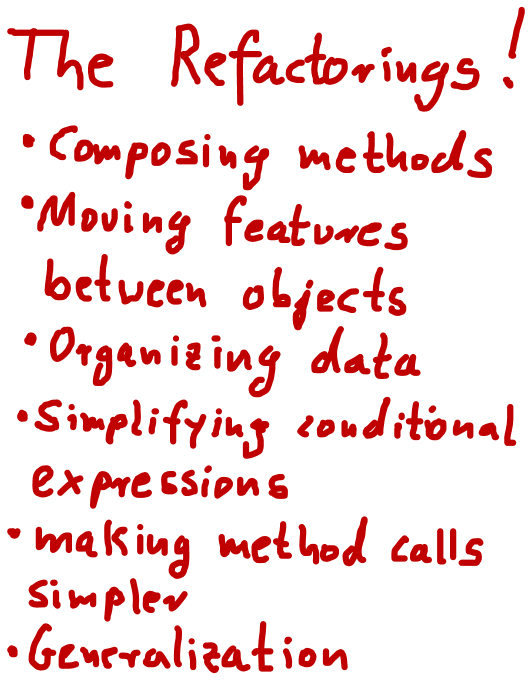 The Refactorings!
• Composing methods
• Moving features
between objects
• Organizing data
• Simplifying conditional
expressions
• making method calls
simpler
• Generalization